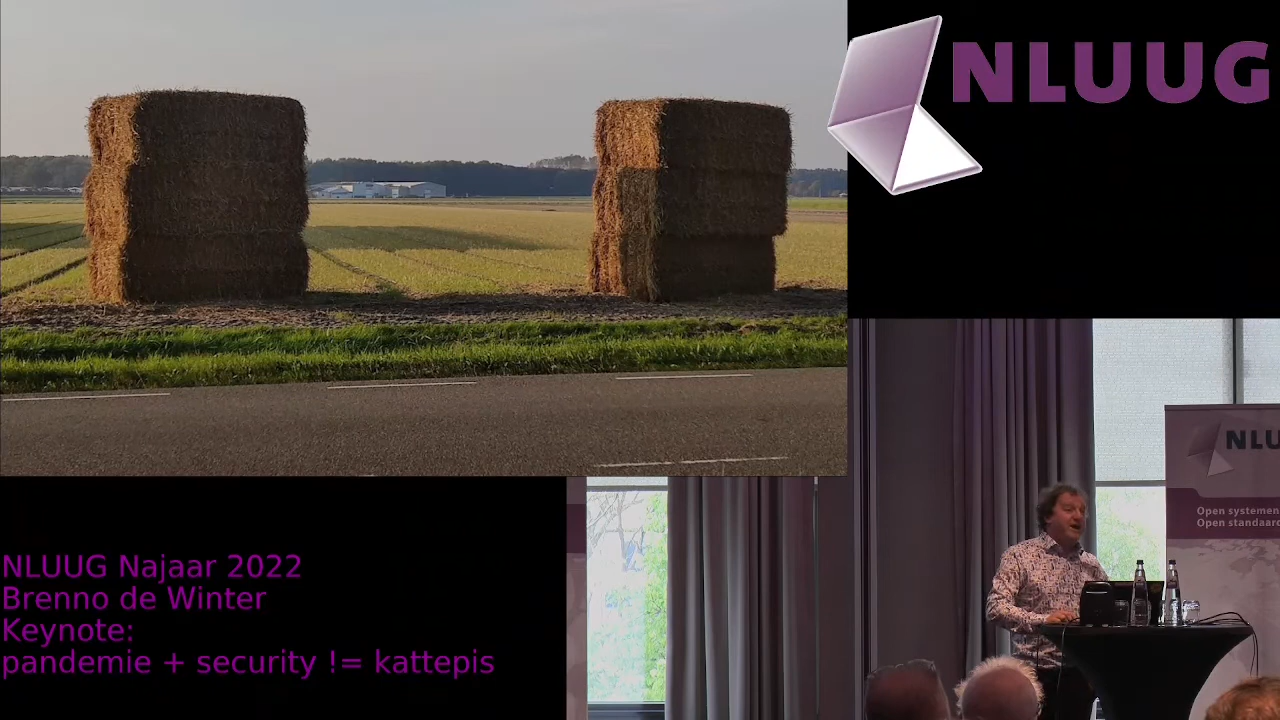 NLUUG
NLU
Open systemen
Open standaard
NLUUG Najaar 2022
Brenno de Winter
Keynote:
pandemie + security != kattepis